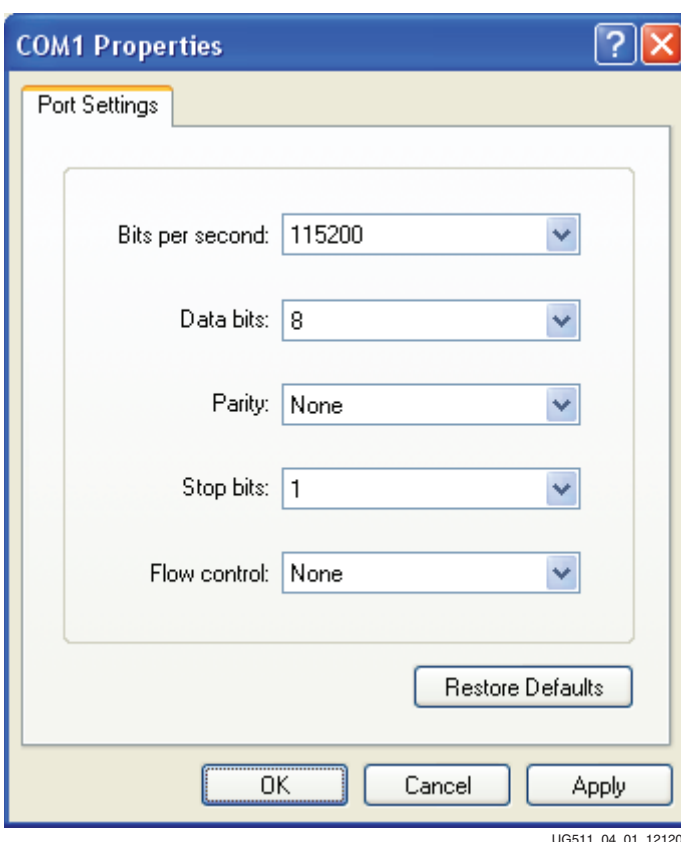 COM1 Properties
Port Settings
Bits per second: 115200
Data bits: 8
Parity: None
Stop bits: 1
Flow control: None
Restore Defaults
OK Cancel Apply
UG511_04_01_12120